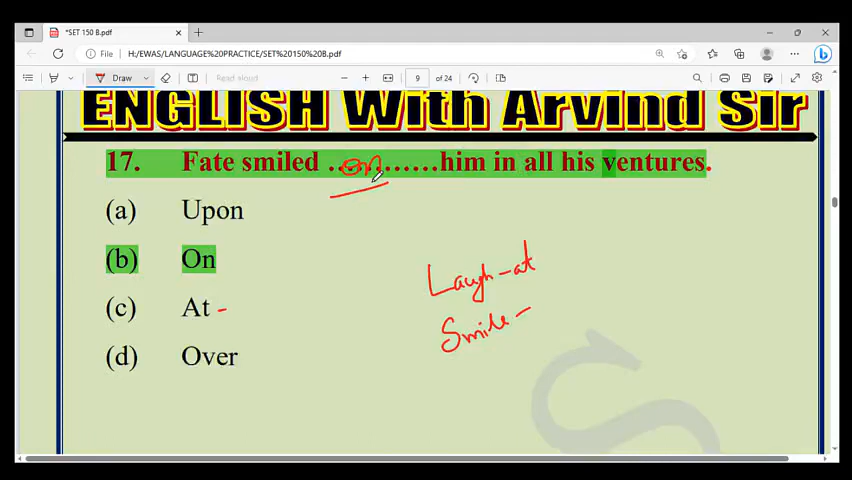 *SET 150 B.pdf
File
H:/EWAS/LANGUAGE%20PRACTICE/SET%20150%20B.pdf
Draw
Read aloud
9
of 24
ENGLISH With Arvind Sir
17. Fate smiled ...on......him in all his ventures.
(a) Upon
(b) On
(c) At -
(d) Over
Laugh-at
Smile -
S